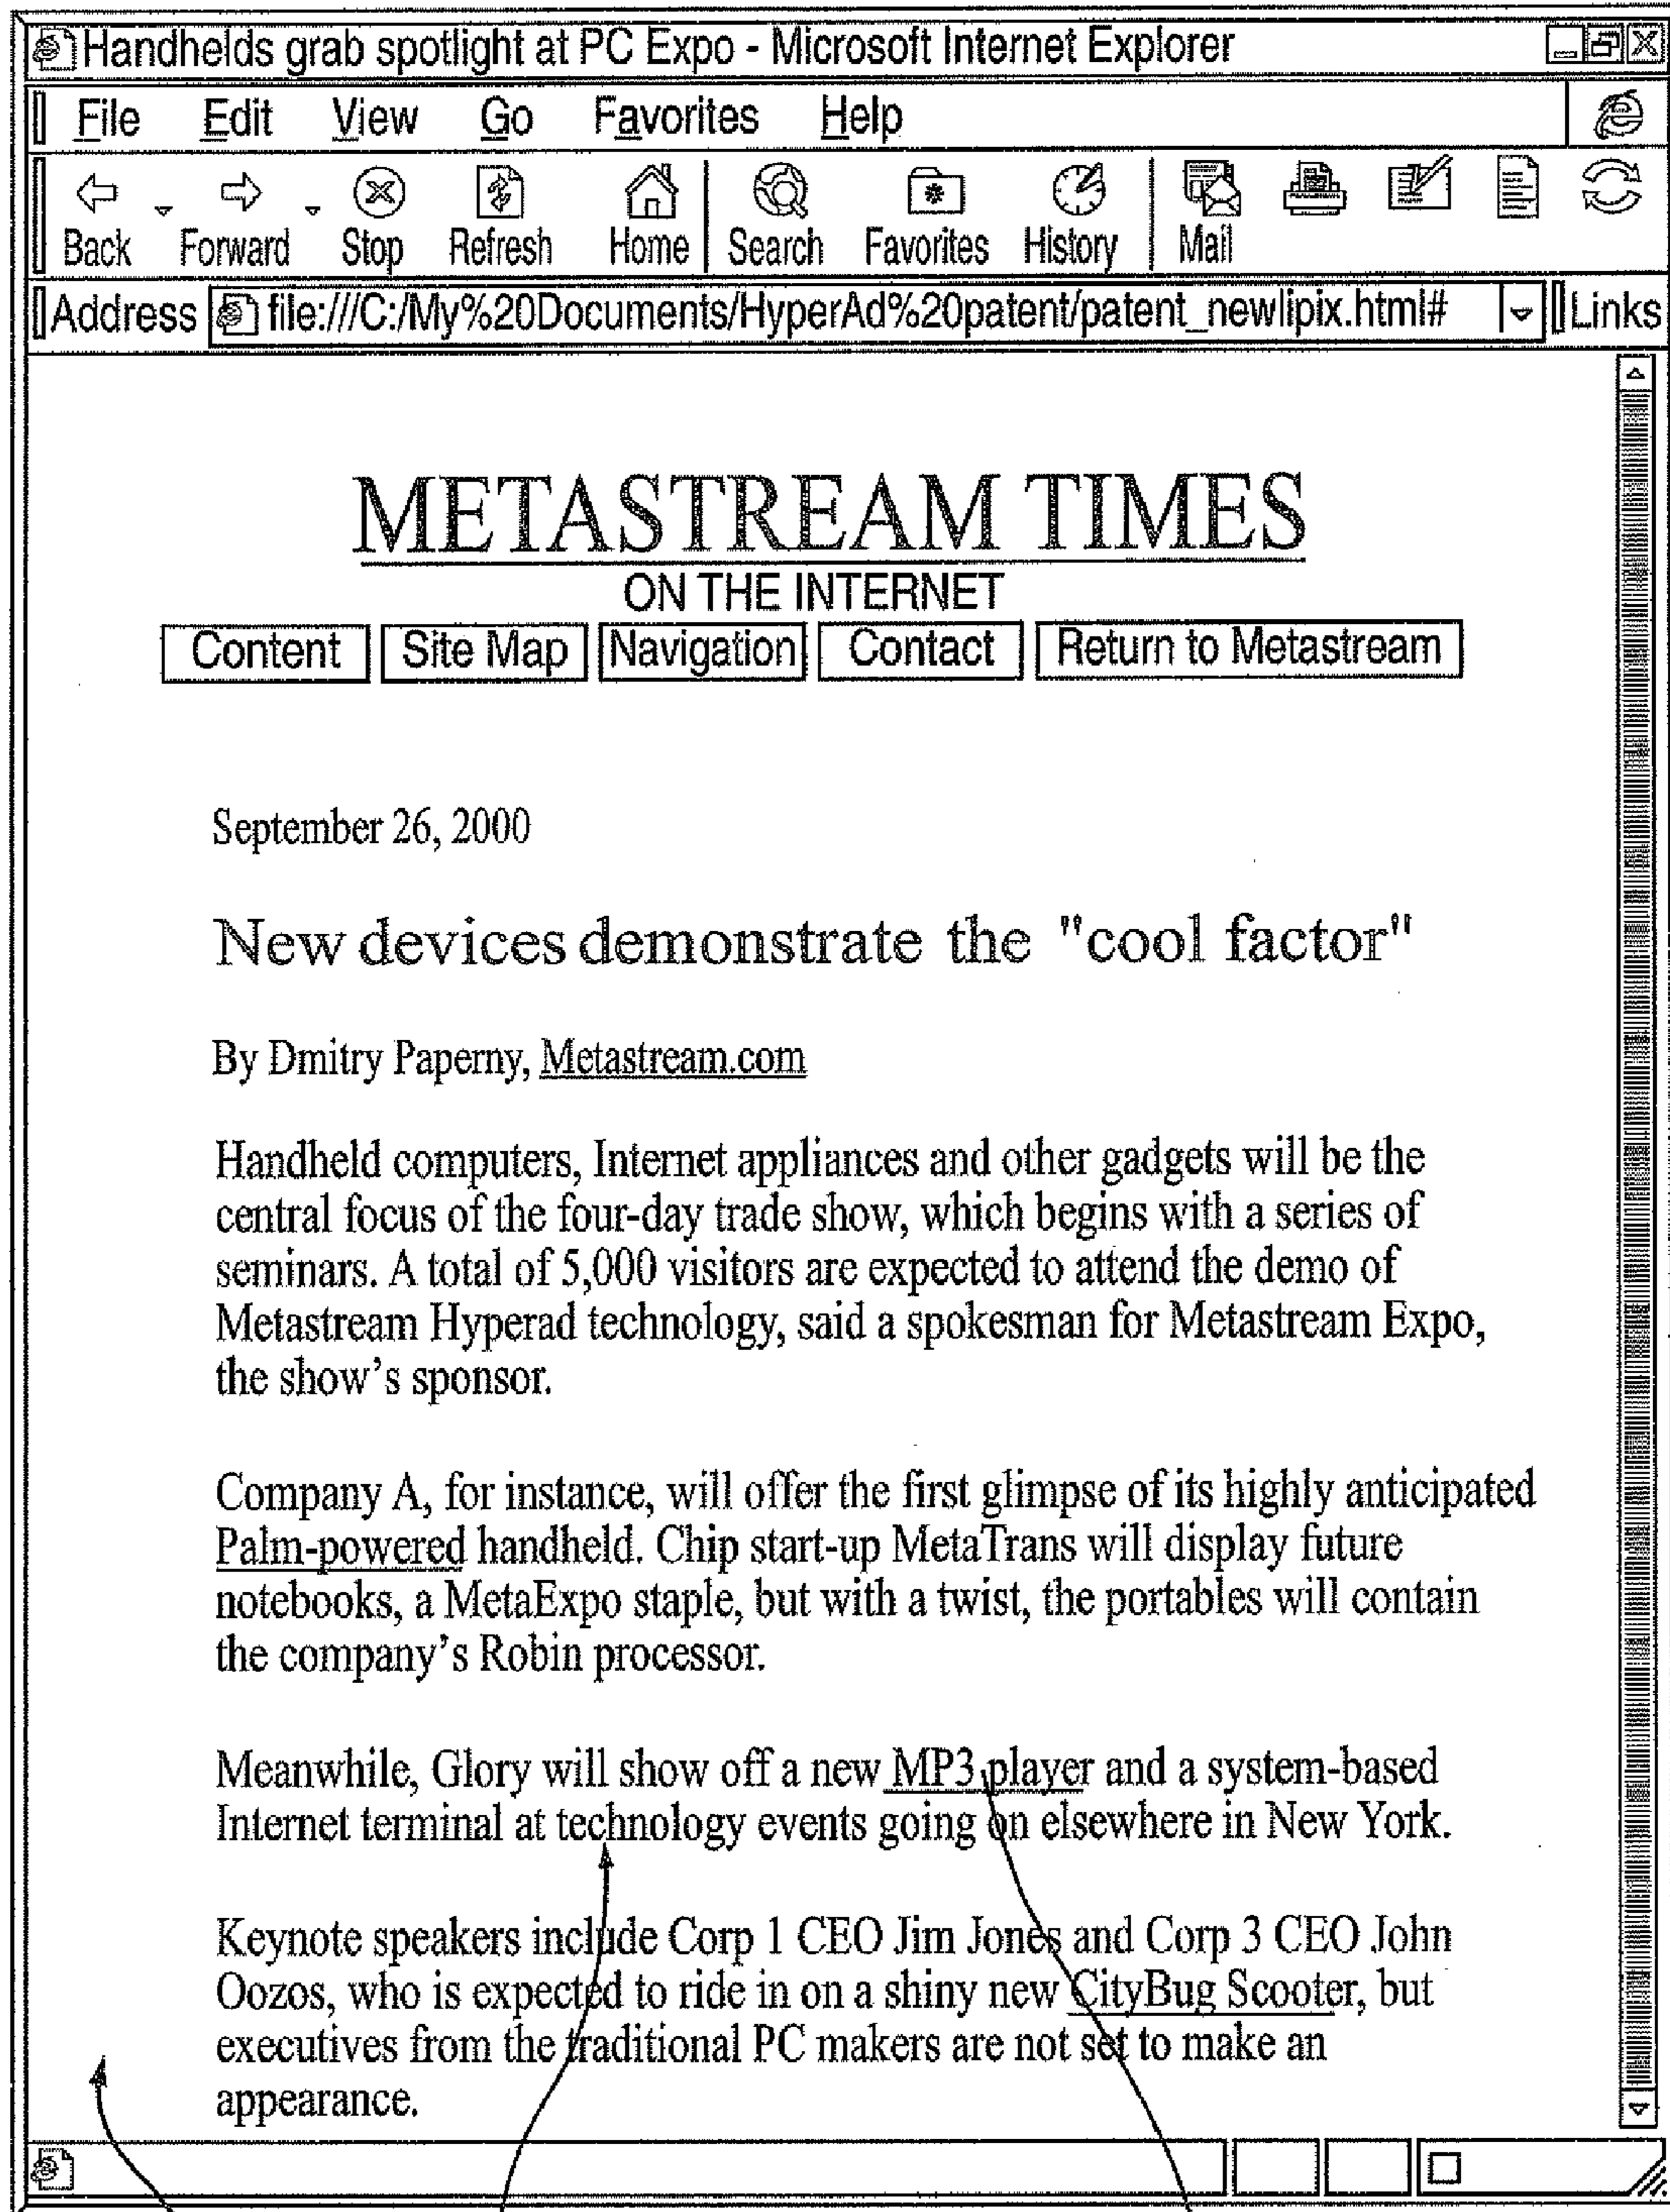 Handhelds grab spotlight at PC Expo - Microsoft Internet Explorer
File Edit View Go Favorites Help
Back Forward Stop Refresh Home Search Favorites History Mail
Address file:///C:/My%20Documents/HyperAd%20patent/patent_newlipix.html# Links
METASTREAM TIMES
ON THE INTERNET
Content Site Map Navigation Contact Return to Metastream
September 26, 2000
New devices demonstrate the "cool factor"
By Dmitry Paperny, Metastream.com
Handheld computers, Internet appliances and other gadgets will be the
central focus of the four-day trade show, which begins with a series of
seminars. A total of 5,000 visitors are expected to attend the demo of
Metastream Hyperad technology, said a spokesman for Metastream Expo,
the show's sponsor.
Company A, for instance, will offer the first glimpse of its highly anticipated
Palm-powered handheld. Chip start-up MetaTrans will display future
notebooks, a MetaExpo staple, but with a twist, the portables will contain
the company's Robin processor.
Meanwhile, Glory will show off a new MP3 player and a system-based
Internet terminal at technology events going on elsewhere in New York.
Keynote speakers include Corp 1 CEO Jim Jones and Corp 3 CEO John
Oozos, who is expected to ride in on a shiny new CityBug Scooter, but
executives from the traditional PC makers are not set to make an
appearance.